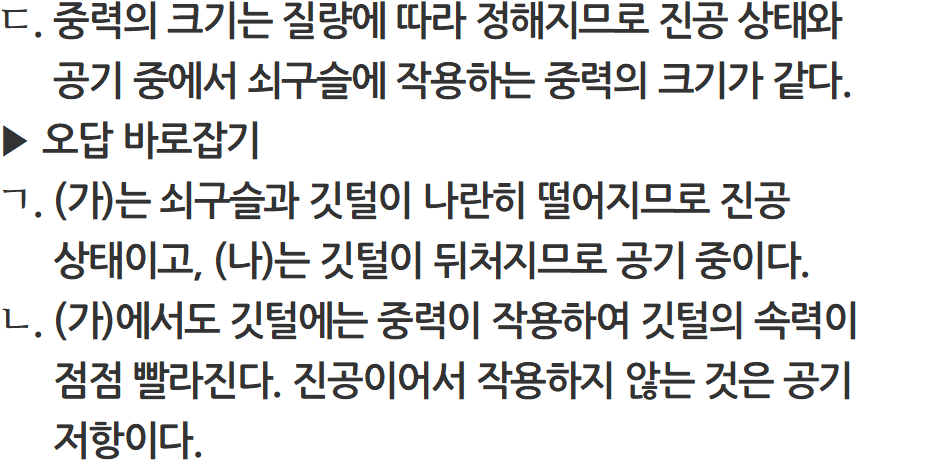 ㄷ. 중력의 크기는 질량에 따라 정해지므로 진공 상태와
공기 중에서 쇠구슬에 작용하는 중력의 크기가 같다.
▶ 오답 바로잡기
ㄱ. (가)는 쇠구슬과 깃털이 나란히 떨어지므로 진공
상태이고, (나)는 깃털이 뒤처지므로 공기 중이다.
ㄴ. (가)에서도 깃털에는 중력이 작용하여 깃털의 속력이
점점 빨라진다. 진공이어서 작용하지 않는 것은 공기
저항이다.